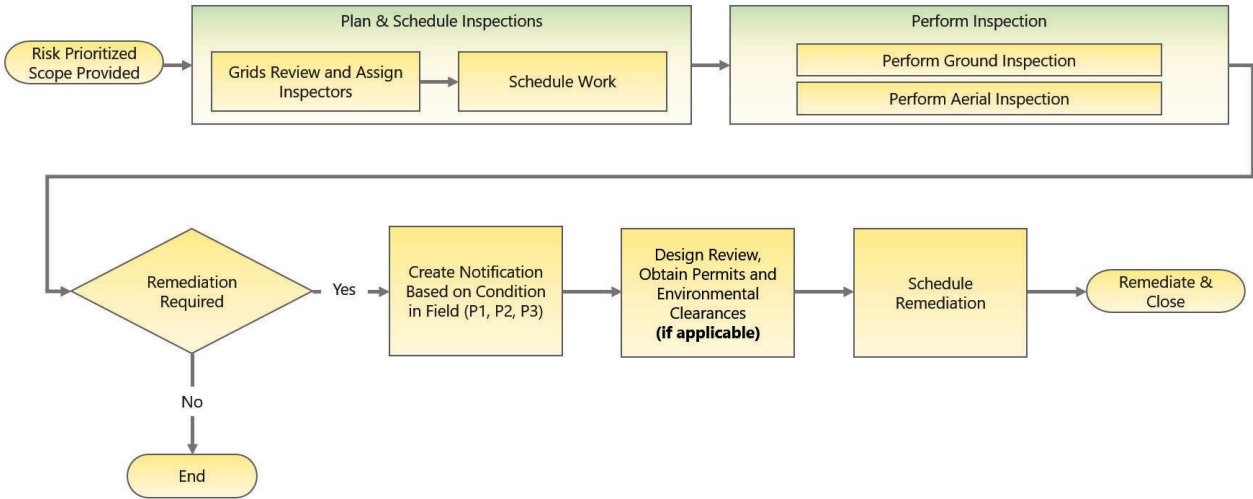 Plan & Schedule Inspections
Perform Inspection
Risk Prioritized
Scope Provided
Grids Review and Assign
Inspectors
Schedule Work
Perform Ground Inspection
Perform Aerial Inspection
Remediation
Required
Yes
Create Notification
Based on Condition
in Field (P1, P2, P3)
Design Review,
Obtain Permits and
Environmental
Clearances
(if applicable)
Schedule
Remediation
Remediate &
Close
No
End